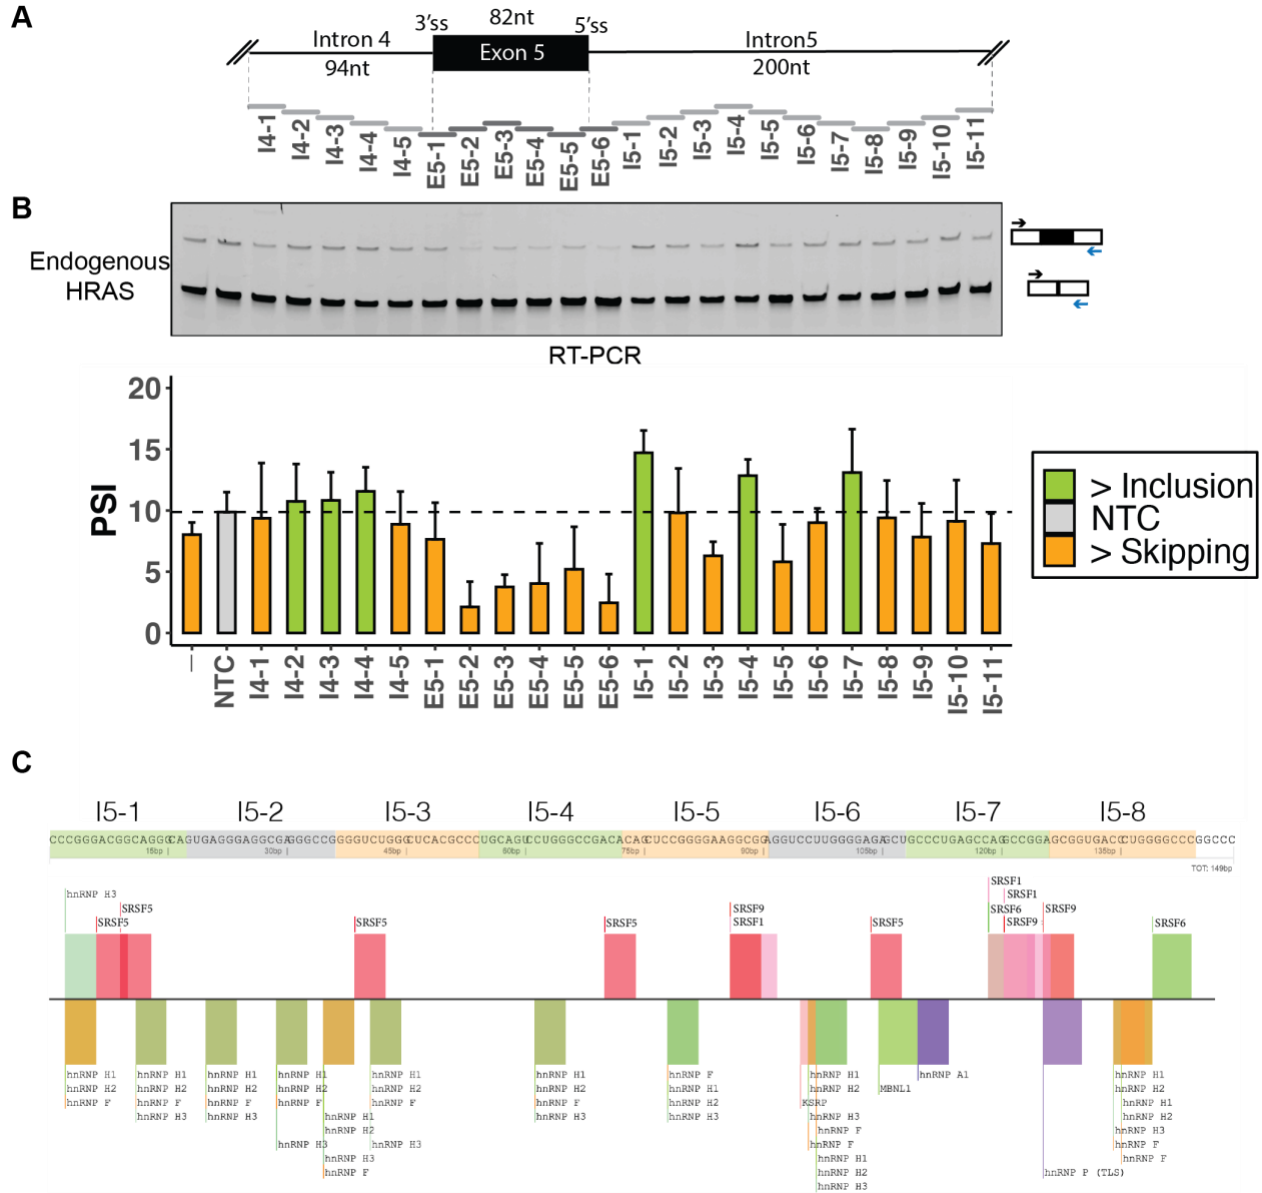 A
3'ss 82nt 5'ss
Intron 4 Exon 5 Intron5
94nt 200nt
I4-1 I4-2 I4-3 I4-4 I4-5 E5-1 E5-2 E5-3 E5-4 E5-5 E5-6 I5-1 I5-2 I5-3 I5-4 I5-5 I5-6 I5-7 I5-8 I5-9 I5-10 I5-11
B
Endogenous
HRAS
RT-PCR
PSI
20
15
10
5
0
— NTC I4-1 I4-2 I4-3 I4-4 I4-5 E5-1 E5-2 E5-3 E5-4 E5-5 E5-6 I5-1 I5-2 I5-3 I5-4 I5-5 I5-6 I5-7 I5-8 I5-9 I5-10 I5-11
> Inclusion
NTC
> Skipping
C
I5-1 I5-2 I5-3 I5-4 I5-5 I5-6 I5-7 I5-8
CCCGGGACGGCAGGGCAGUGAGGGAGGCGAGGGCCGGGGUCUGGGCUCACGCCCUGCAGUCCUGGGCCGACACAGCUCCGGGGAAGGCGGAGGUCCUUGGGGAGAGCUGCCCUGAGCCAGCCGGAGCGGUGACCCUGGGGCCCGGCCC
15bp 30bp 45bp 60bp 75bp 90bp 105bp 120bp 135bp
TOT: 149bp
SRSF1
hnRNP H3 SRSF1
SRSF5 SRSF9 SRSF6 SRSF9
SRSF5 SRSF5 SRSF5 SRSF1 SRSF5 SRSF9 SRSF6
hnRNP H1 hnRNP H1 hnRNP H1 hnRNP H1 hnRNP H1 hnRNP H1 hnRNP F hnRNP H1 hnRNP A1 hnRNP H1
hnRNP H2 hnRNP H2 hnRNP H2 hnRNP H2 hnRNP H2 hnRNP H2 hnRNP H1 hnRNP H2 MBNL1 hnRNP H2
hnRNP F hnRNP F hnRNP F hnRNP F hnRNP F hnRNP F hnRNP H2 KSRP hnRNP H1
hnRNP H3 hnRNP H3 hnRNP H1 hnRNP H3 hnRNP H3 hnRNP H3 hnRNP H2
hnRNP H2 hnRNP F hnRNP H3
hnRNP H3 hnRNP H3 hnRNP F hnRNP F
hnRNP H3 hnRNP H1 hnRNP F
hnRNP F hnRNP H2 hnRNP P (TLS)
hnRNP H3